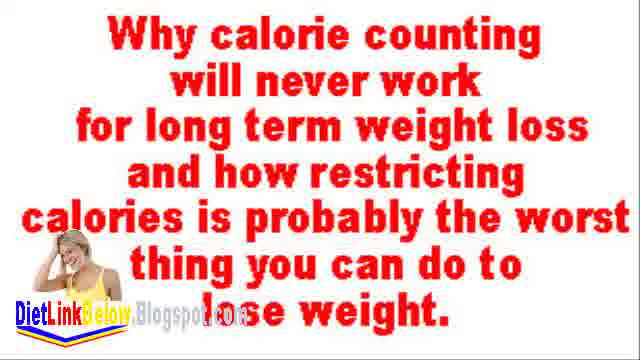 Why calorie counting
will never work
for long term weight loss
and how restricting
calories is probably the worst
thing you can do to
lose weight.
DietLinkBelow.Blogspot.com